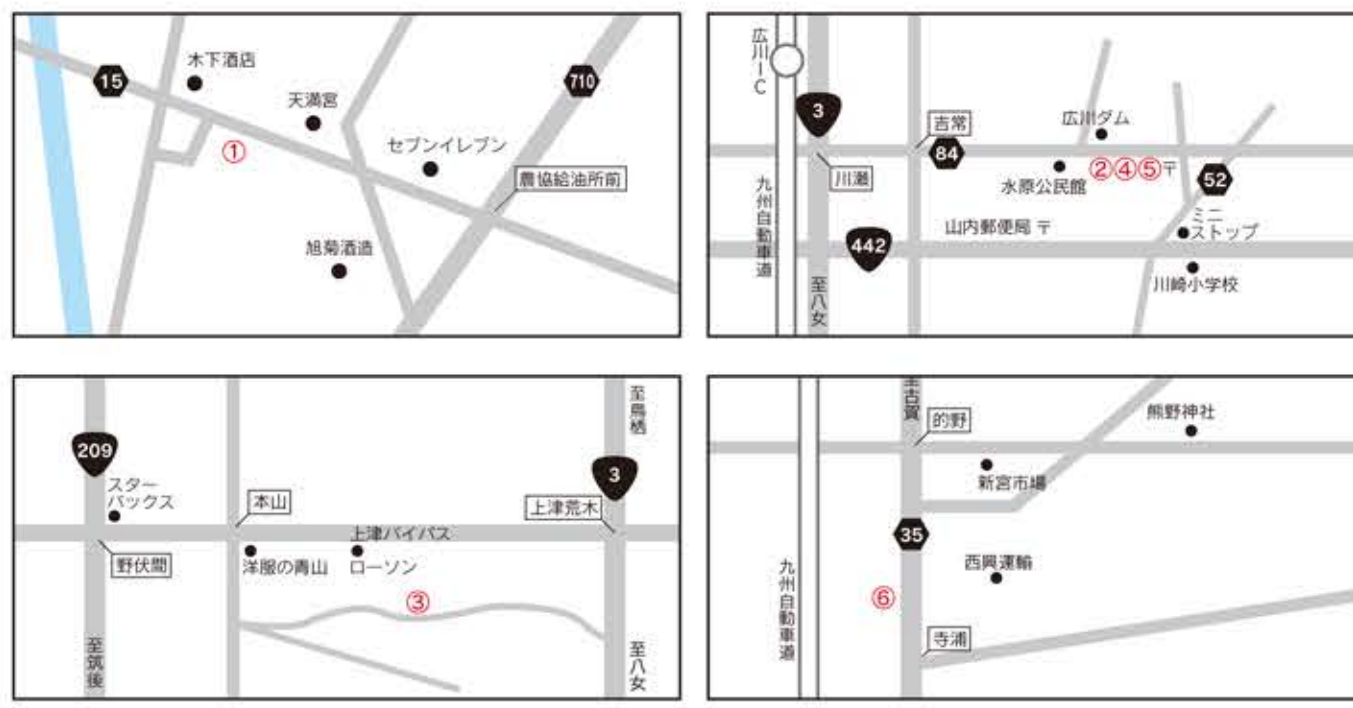 15
木下酒店
天満宮
710
①
セブンイレブン
農協給油所前
旭菊酒造
広川IC
3
吉常
広川ダム
84
川瀬
水原公民館
②④⑤〒
52
九州自動車道
山内郵便局 〒
ミニ
ストップ
442
至八女
川崎小学校
至鳥栖
209
3
スター
バックス
本山
上津荒木
上津バイパス
野伏間
洋服の青山
ローソン
③
至筑後
至八女
至古賀
的野
熊野神社
新宮市場
35
西興運輸
九州自動車道
⑥
寺浦